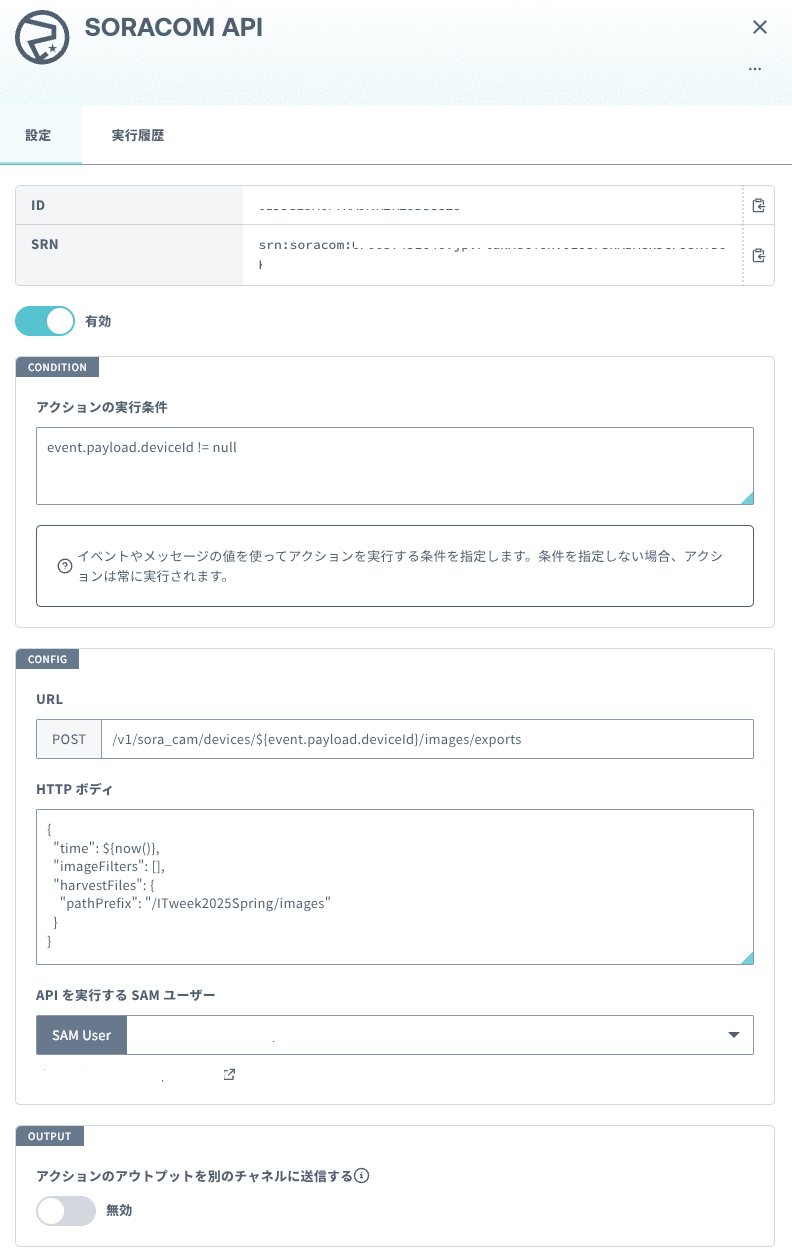 SORACOM API
設定
実行履歴
ID
SRN
srn:soracom:
有効
CONDITION
アクションの実行条件
event.payload.deviceId != null
イベントやメッセージの値を使ってアクションを実行する条件を指定します。条件を指定しない場合、アクシ
ョンは常に実行されます。
CONFIG
URL
POST
/v1/sora_cam/devices/${event.payload.deviceId}/images/exports
HTTP ボディ
{
"time": ${now()},
"imageFilters": [],
"harvestFiles": {
"pathPrefix": "/ITweek2025Spring/images"
}
}
API を実行する SAM ユーザー
SAM User
OUTPUT
アクションのアウトプットを別のチャネルに送信する
無効